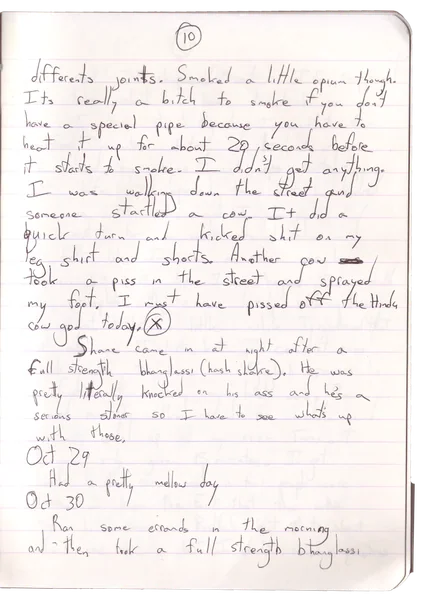 10
differents joints. Smoked a little opium though.
Its really a bitch to smoke if you don't
have a special pipe because you have to
heat it up for about 20 seconds before
it starts to smoke. I didn't get anything.
I was walking down the street and
someone startled a cow. It did a
quick turn and kicked shit on my
leg shirt and shorts. Another cow
took a piss in the street and sprayed
my foot. I must have pissed off the Hindu
cow god today. X
Shane came in at night after a
full strength bhanglassi (hash shake). He was
pretty literally knocked on his ass and he's a
serious stoner so I have to see what's up
with those.
Oct 29
Had a pretty mellow day
Oct 30
Ran some errands in the morning
and then took a full strength bhanglassi